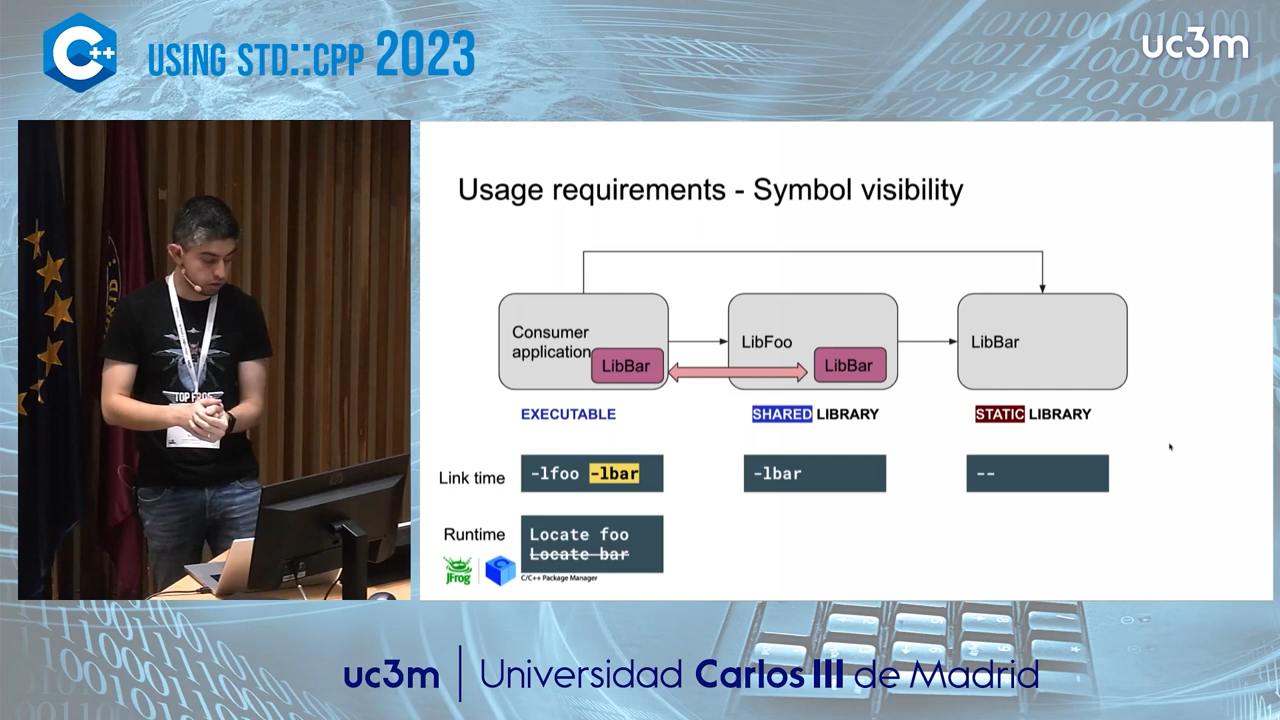 C++
USING STD::CPP 2023
uc3m
Usage requirements - Symbol visibility
Consumer
application
LibBar
LibFoo
LibBar
LibBar
EXECUTABLE
SHARED LIBRARY
STATIC LIBRARY
Link time
-lfoo -lbar
-lbar
--
Runtime
Locate foo
Locate bar
JFrog
C/C++ Package Manager
TOP FROG
uc3m | Universidad Carlos III de Madrid